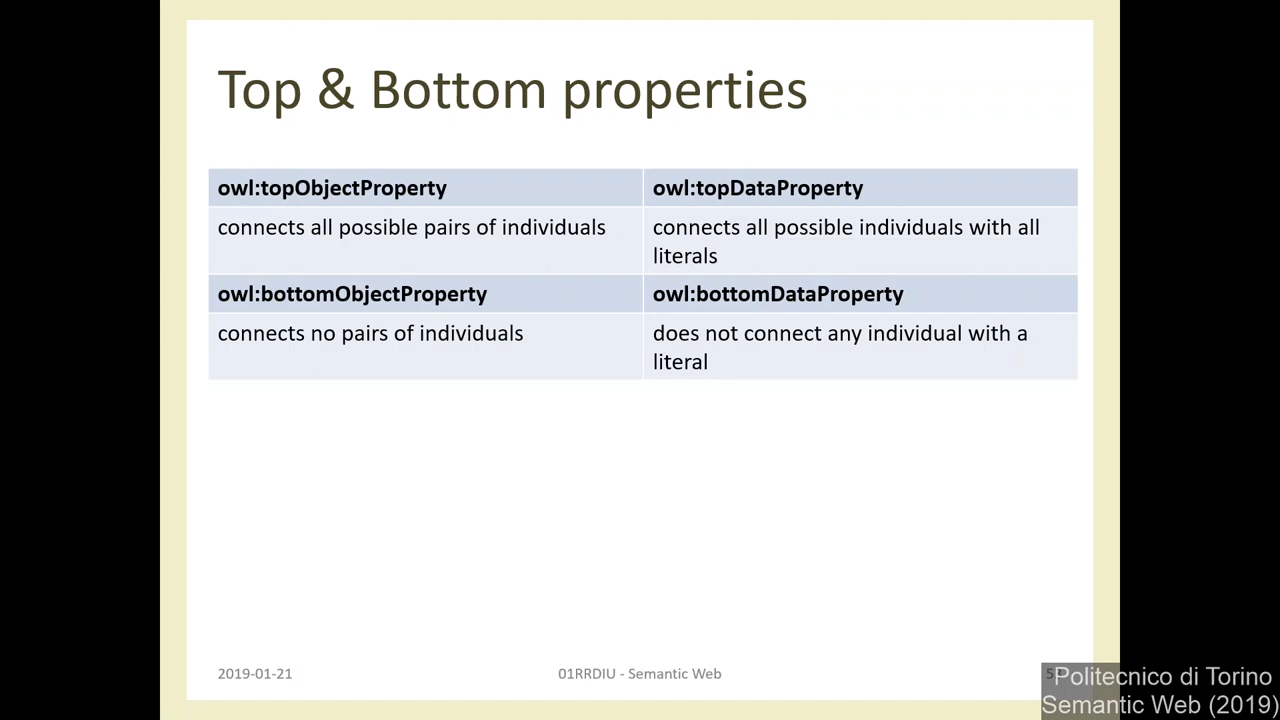 Top & Bottom properties
owl:topObjectProperty
owl:topDataProperty
connects all possible pairs of individuals
connects all possible individuals with all
literals
owl:bottomObjectProperty
owl:bottomDataProperty
connects no pairs of individuals
does not connect any individual with a
literal
2019-01-21
01RRDIU - Semantic Web
Politecnico di Torino
Semantic Web (2019)